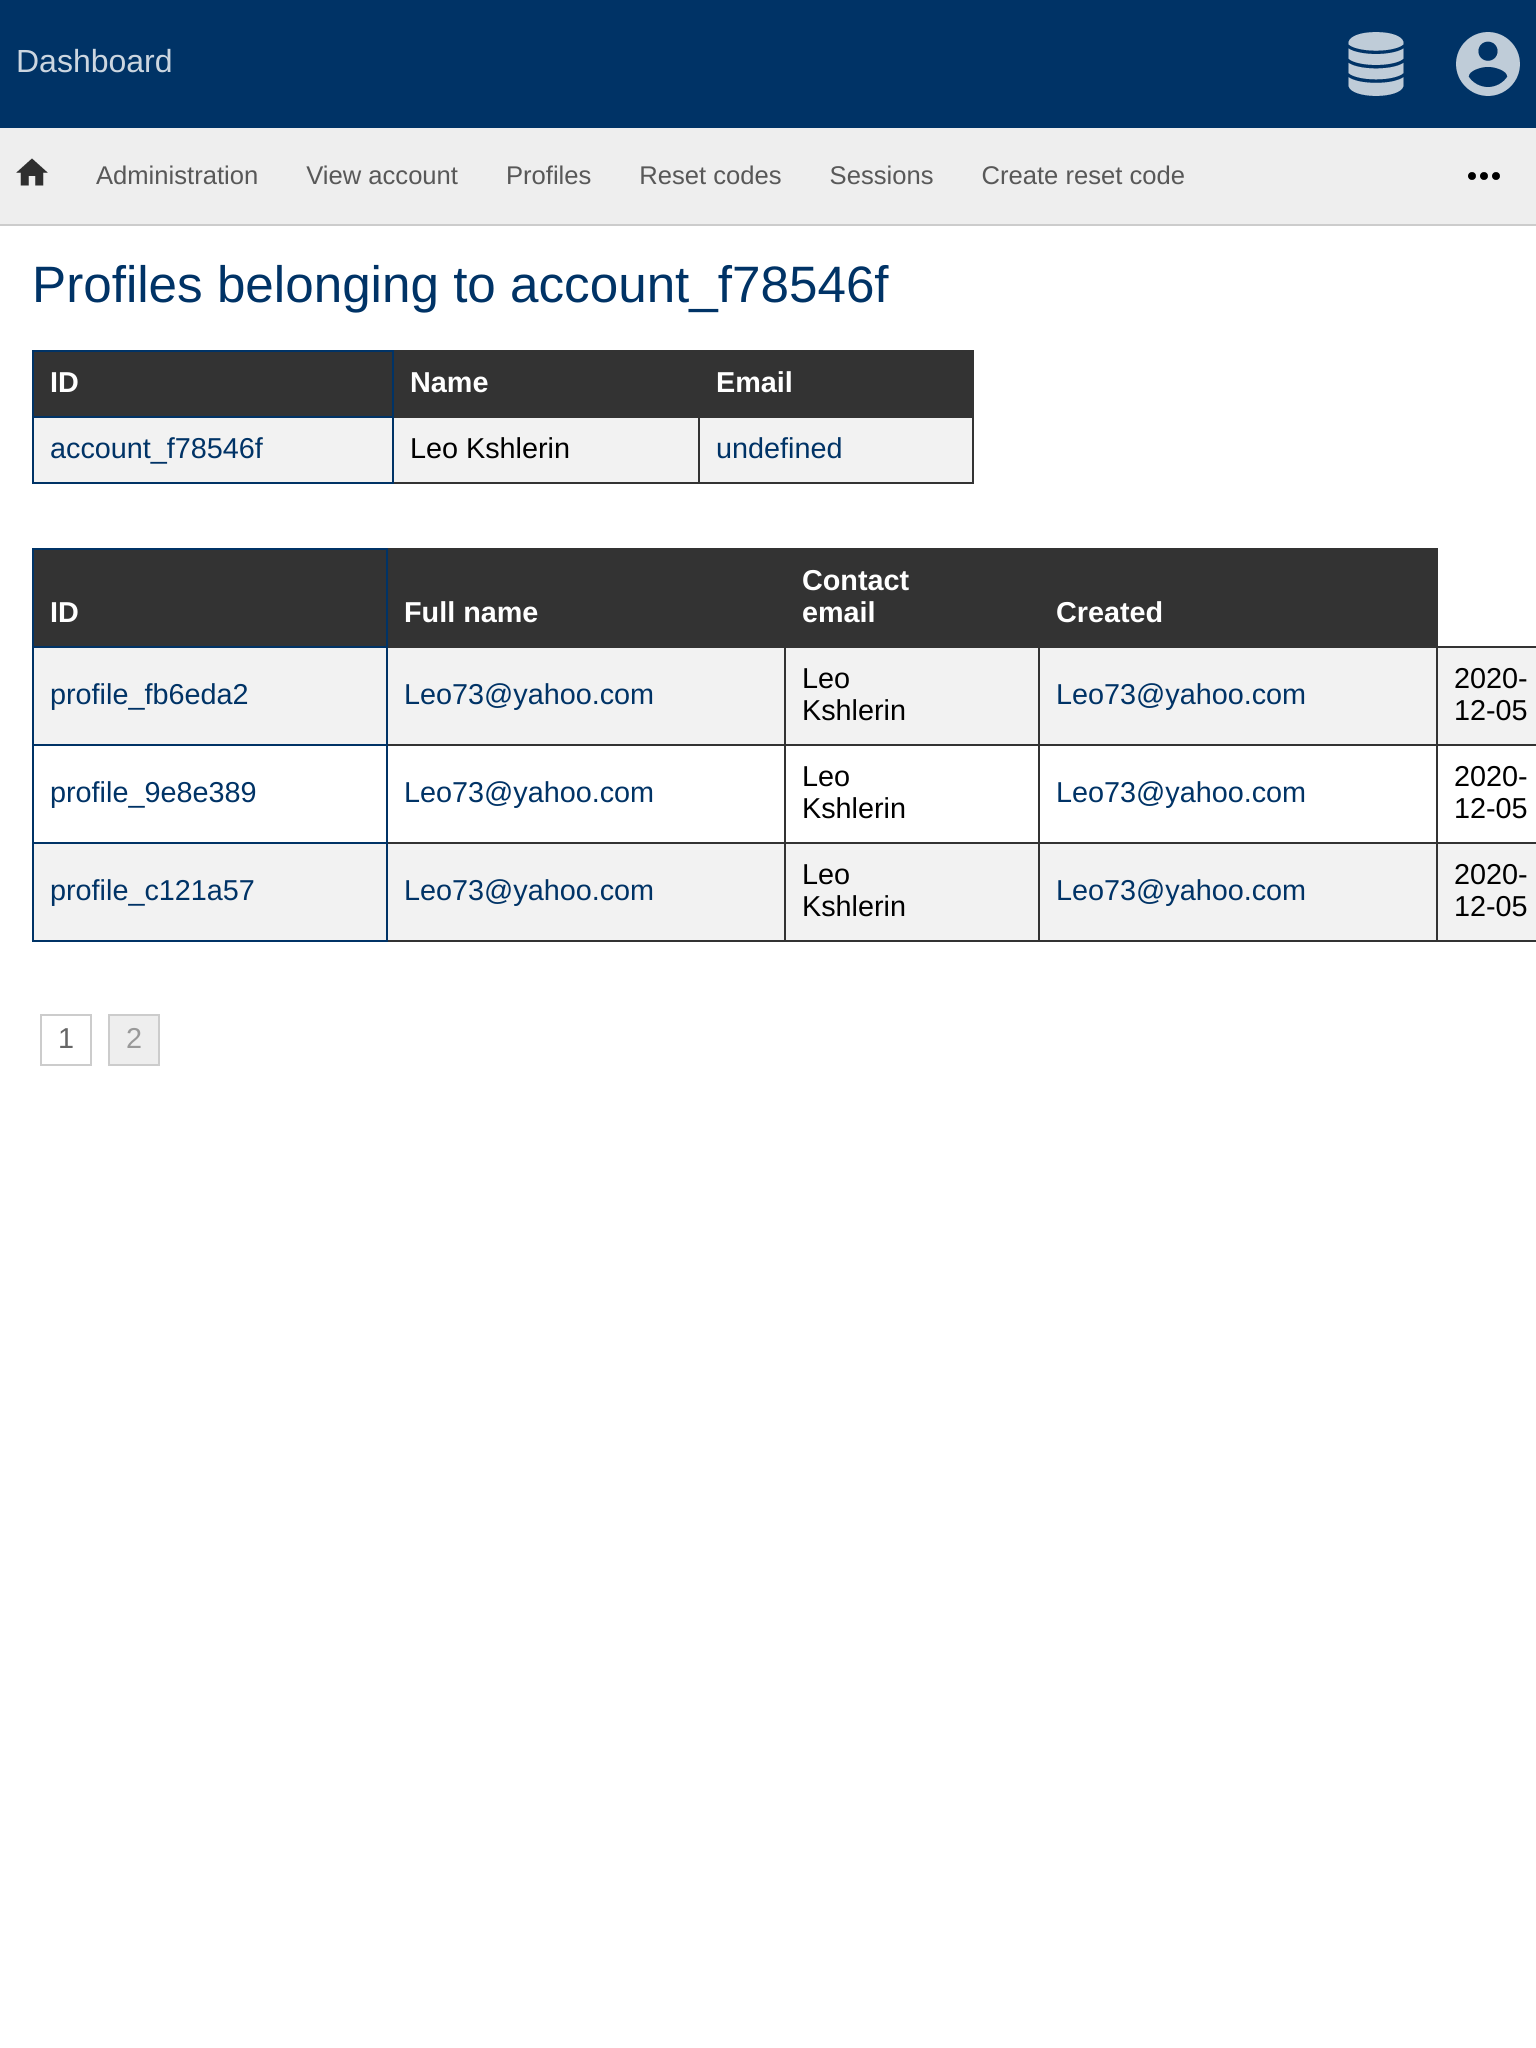 Dashboard
Administration View account Profiles Reset codes Sessions Create reset code
Profiles belonging to account_f78546f
ID Name Email
account_f78546f Leo Kshlerin undefined
ID Full name Contact email Created
profile_fb6eda2 Leo73@yahoo.com Leo Kshlerin Leo73@yahoo.com 2020-12-05
profile_9e8e389 Leo73@yahoo.com Leo Kshlerin Leo73@yahoo.com 2020-12-05
profile_c121a57 Leo73@yahoo.com Leo Kshlerin Leo73@yahoo.com 2020-12-05
1 2